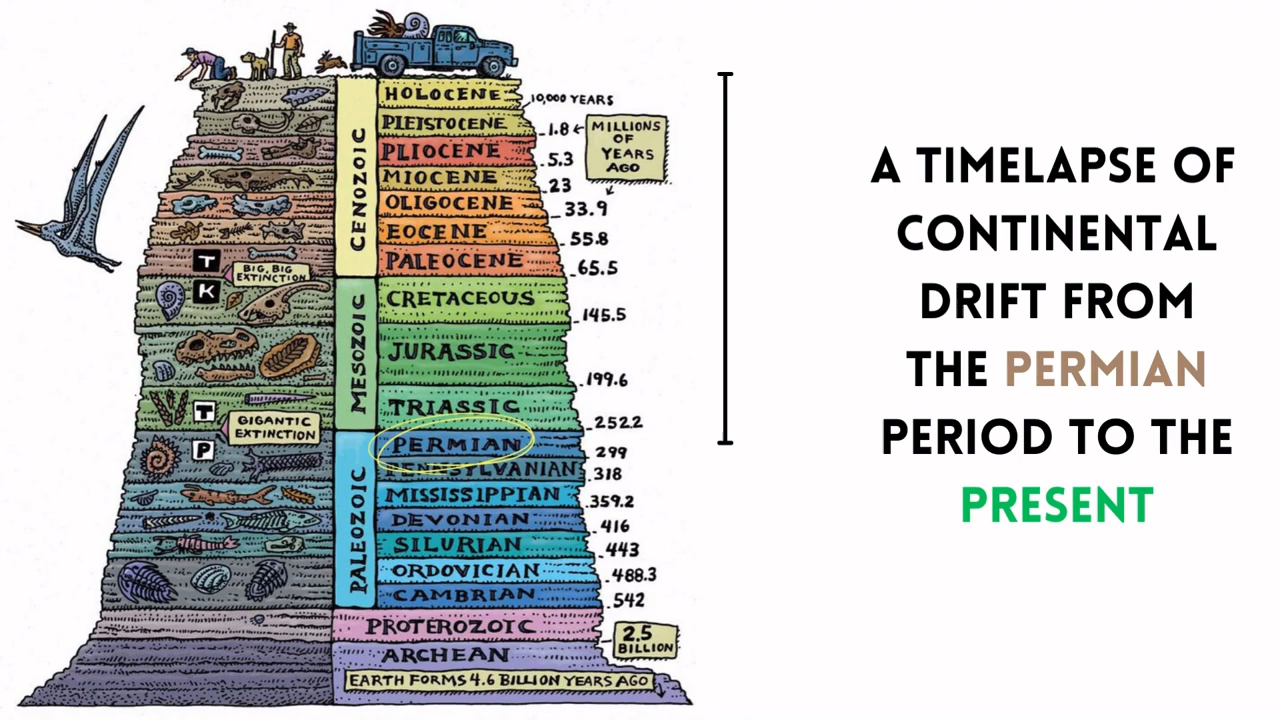 HOLOCENE
10,000 YEARS
PLEISTOCENE
1.8
MILLIONS
OF
YEARS
AGO
PLIOCENE
5.3
MIOCENE
23
OLIGOCENE
33.9
EOCENE
55.8
PALEOCENE
65.5
CENOZOIC
T
BIG, BIG
EXTINCTION
K
CRETACEOUS
145.5
JURASSIC
199.6
TRIASSIC
252.2
MESOZOIC
T
GIGANTIC
EXTINCTION
P
PERMIAN
299
PENNSYLVANIAN
318
MISSISSIPPIAN
359.2
DEVONIAN
416
SILURIAN
443
ORDOVICIAN
488.3
CAMBRIAN
542
PALEOZOIC
PROTEROZOIC
2.5
BILLION
ARCHEAN
EARTH FORMS 4.6 BILLION YEARS AGO
A TIMELAPSE OF
CONTINENTAL
DRIFT FROM
THE PERMIAN
PERIOD TO THE
PRESENT